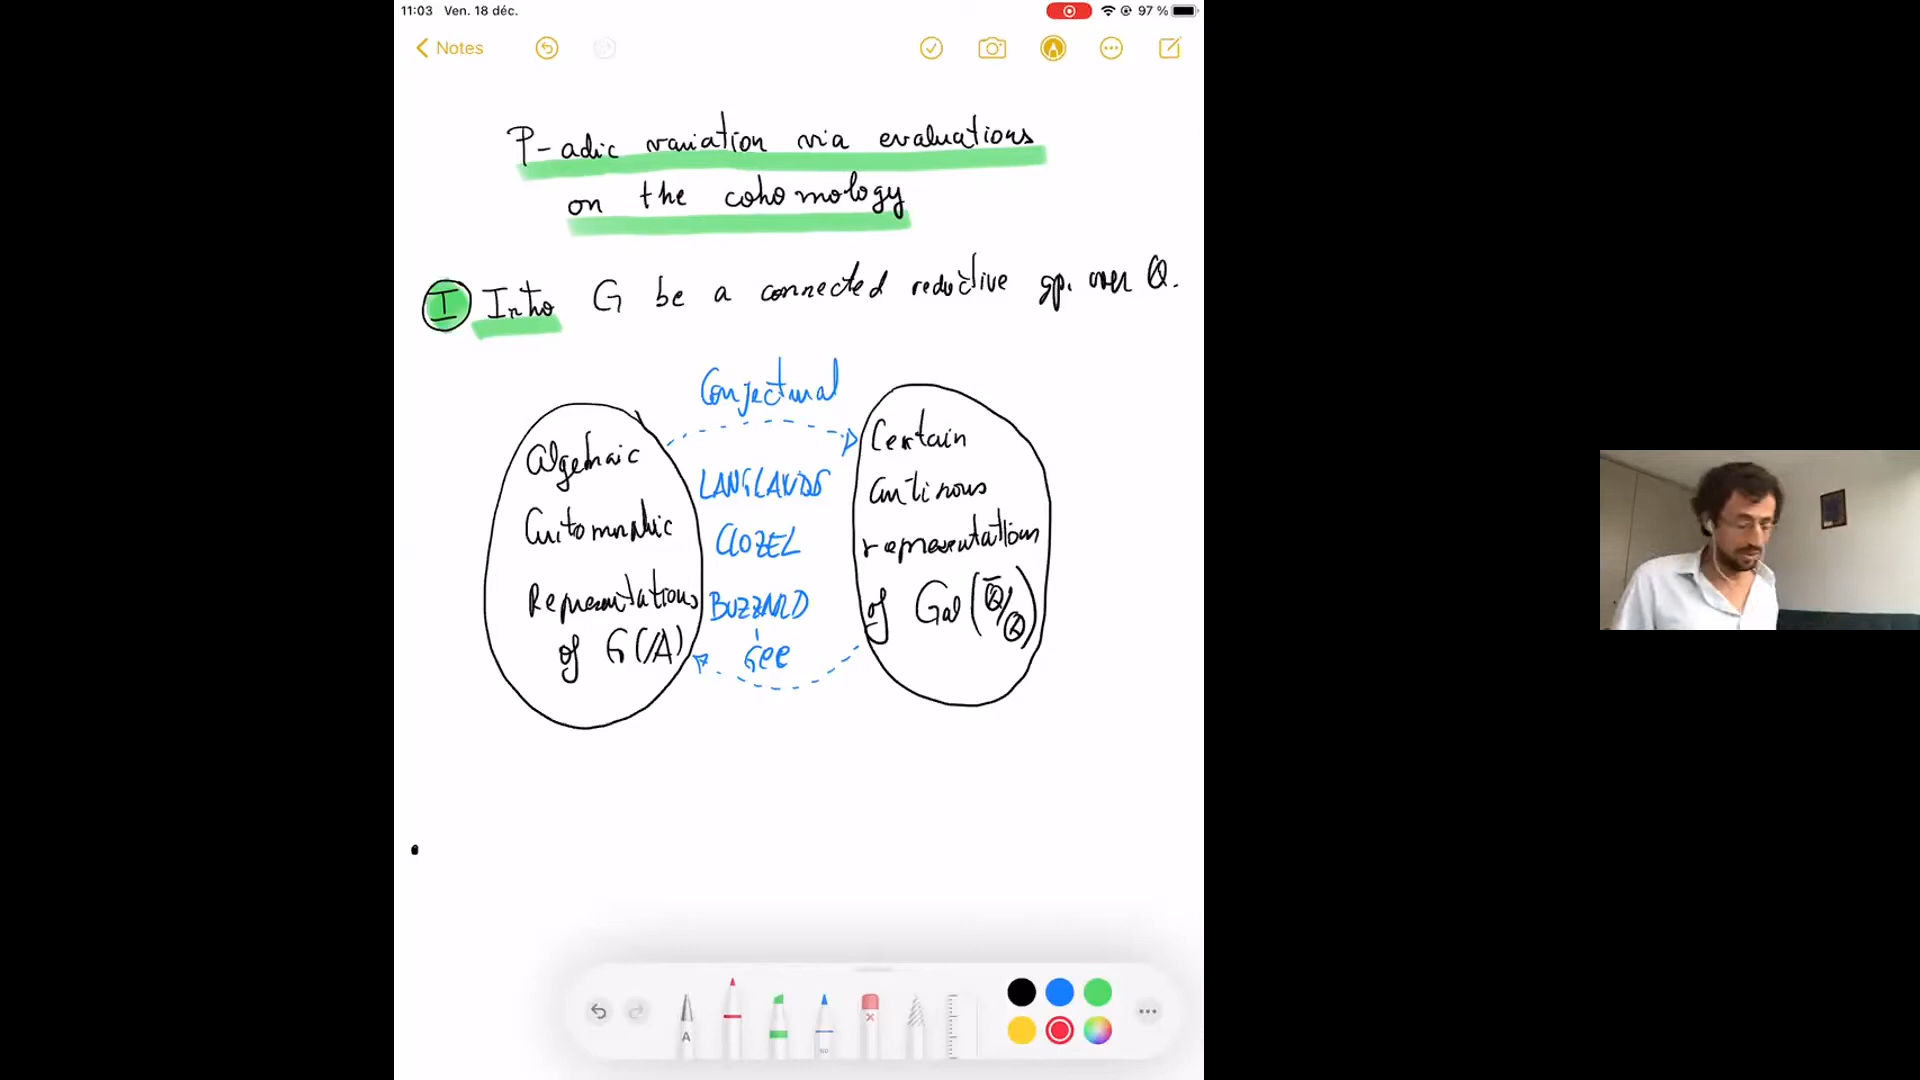 11:03 Ven. 18 déc. 97 %
Notes
P-adic variation via evaluations
on the cohomology
I Intro G be a connected reductive gp. over Q.
Conjectural
Algebraic
Automorphic
Representations
of G(A)
LANGLANDS
CLOZEL
BUZZARD
GEE
Certain
continous
representations
of Gal(Q̄/Q)
A